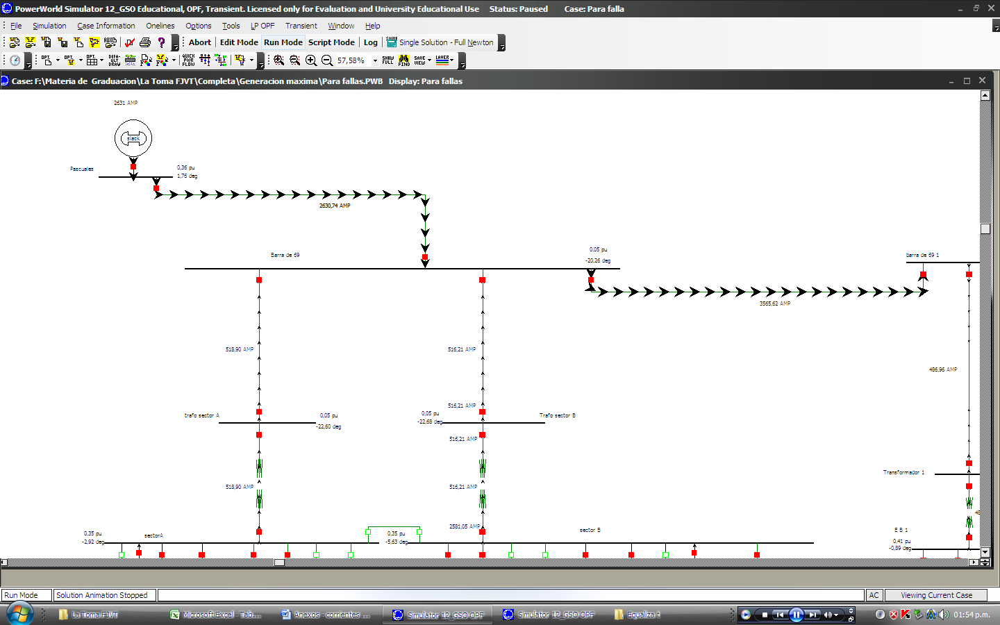 PowerWorld Simulator 12_GSO Educational, OPF, Transient. Licensed only for Evaluation and University Educational Use    Status: Paused    Case: Para falla
File  Simulation  Case Information  Onelines  Options  Tools  LP OPF  Transient  Window  Help
Abort  Edit Mode  Run Mode  Script Mode  Log  Single Solution - Full Newton
57,58%
Case: F:\Materia de Graduacion\La Toma FJVT\Completa\Generacion maxima\Para fallas.PWB  Display: Para fallas
2631 AMP
slack
Pascuales
0,36 pu
1,76 deg
2630,74 AMP
Barra de 69
0,05 pu
-20,26 deg
barra de 69 1
3565,62 AMP
518,90 AMP
516,21 AMP
486,96 AMP
516,21 AMP
trafo sector A
0,05 pu
-22,60 deg
0,05 pu
-22,68 deg
Trafo sector B
516,21 AMP
Transformador 1
518,90 AMP
516,21 AMP
2581,05 AMP
0,35 pu
-2,92 deg
sectorA
0,35 pu
-5,63 deg
sector B
E B 1
0,41 pu
-0,89 deg
Run Mode  Solution Animation Stopped  AC  Viewing Current Case
La Toma FJVT  Microsoft Excel - Tab...  Anexos - corrientes ...  Simulator 12_GSO OPF  Simulator 12_GSO OPF  Equaliza t  01:54 p.m.